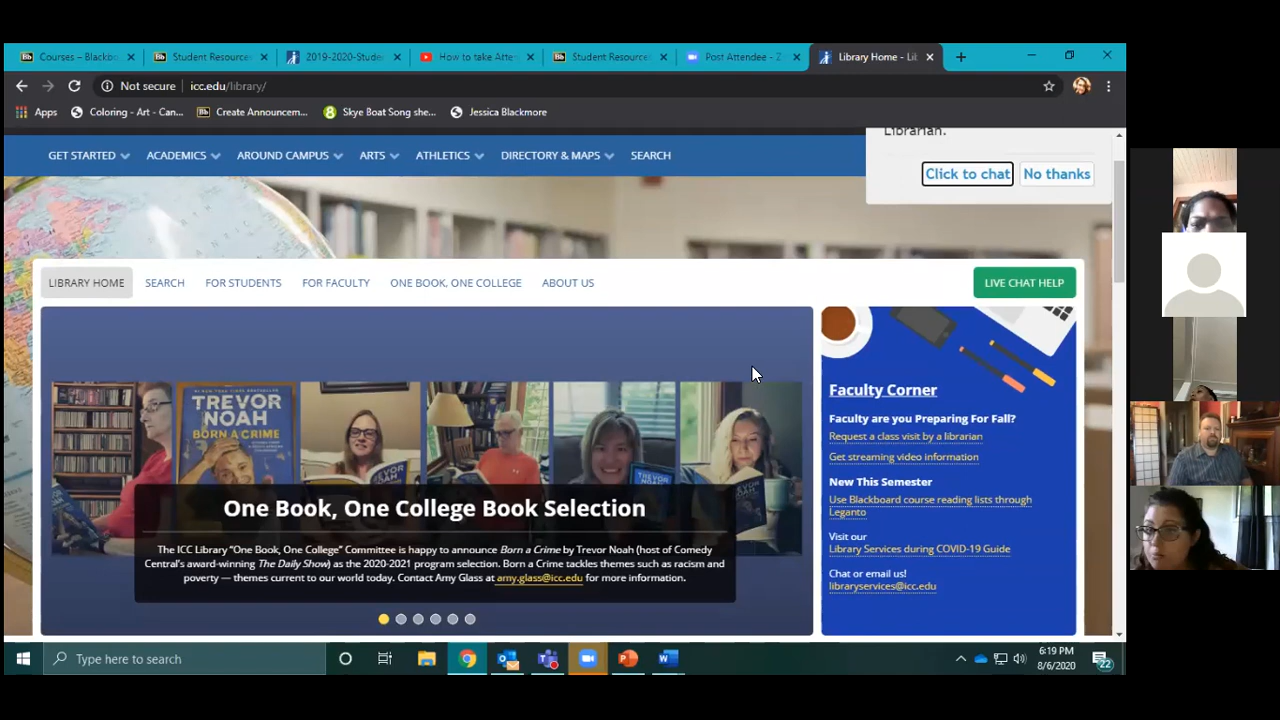 Courses – Blackbo
Student Resource
2019-2020-Stude
How to take Atten
Student Resource
Post Attendee - Z
Library Home - Lib
Not secure
icc.edu/library/
Apps
Coloring - Art - Can...
Create Announcem...
Skye Boat Song she...
Jessica Blackmore
Librarian.
Click to chat
No thanks
GET STARTED
ACADEMICS
AROUND CAMPUS
ARTS
ATHLETICS
DIRECTORY & MAPS
SEARCH
LIBRARY HOME
SEARCH
FOR STUDENTS
FOR FACULTY
ONE BOOK, ONE COLLEGE
ABOUT US
LIVE CHAT HELP
TREVOR
NOAH
BORN A CRIME
One Book, One College Book Selection
The ICC Library “One Book, One College” Committee is happy to announce Born a Crime by Trevor Noah (host of Comedy
Central’s award-winning The Daily Show) as the 2020-2021 program selection. Born a Crime tackles themes such as racism and
poverty — themes current to our world today. Contact Amy Glass at amy.glass@icc.edu for more information.
Faculty Corner
Faculty are you Preparing For Fall?
Request a class visit by a librarian
Get streaming video information
New This Semester
Use Blackboard course reading lists through
Leganto
Visit our
Library Services during COVID-19 Guide
Chat or email us!
libraryservices@icc.edu
Type here to search
6:19 PM
8/6/2020
22